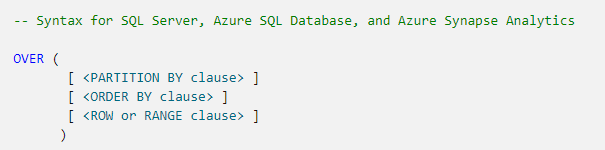 -- Syntax for SQL Server, Azure SQL Database, and Azure Synapse Analytics
OVER (
[ <PARTITION BY clause> ]
[ <ORDER BY clause> ]
[ <ROW or RANGE clause> ]
)